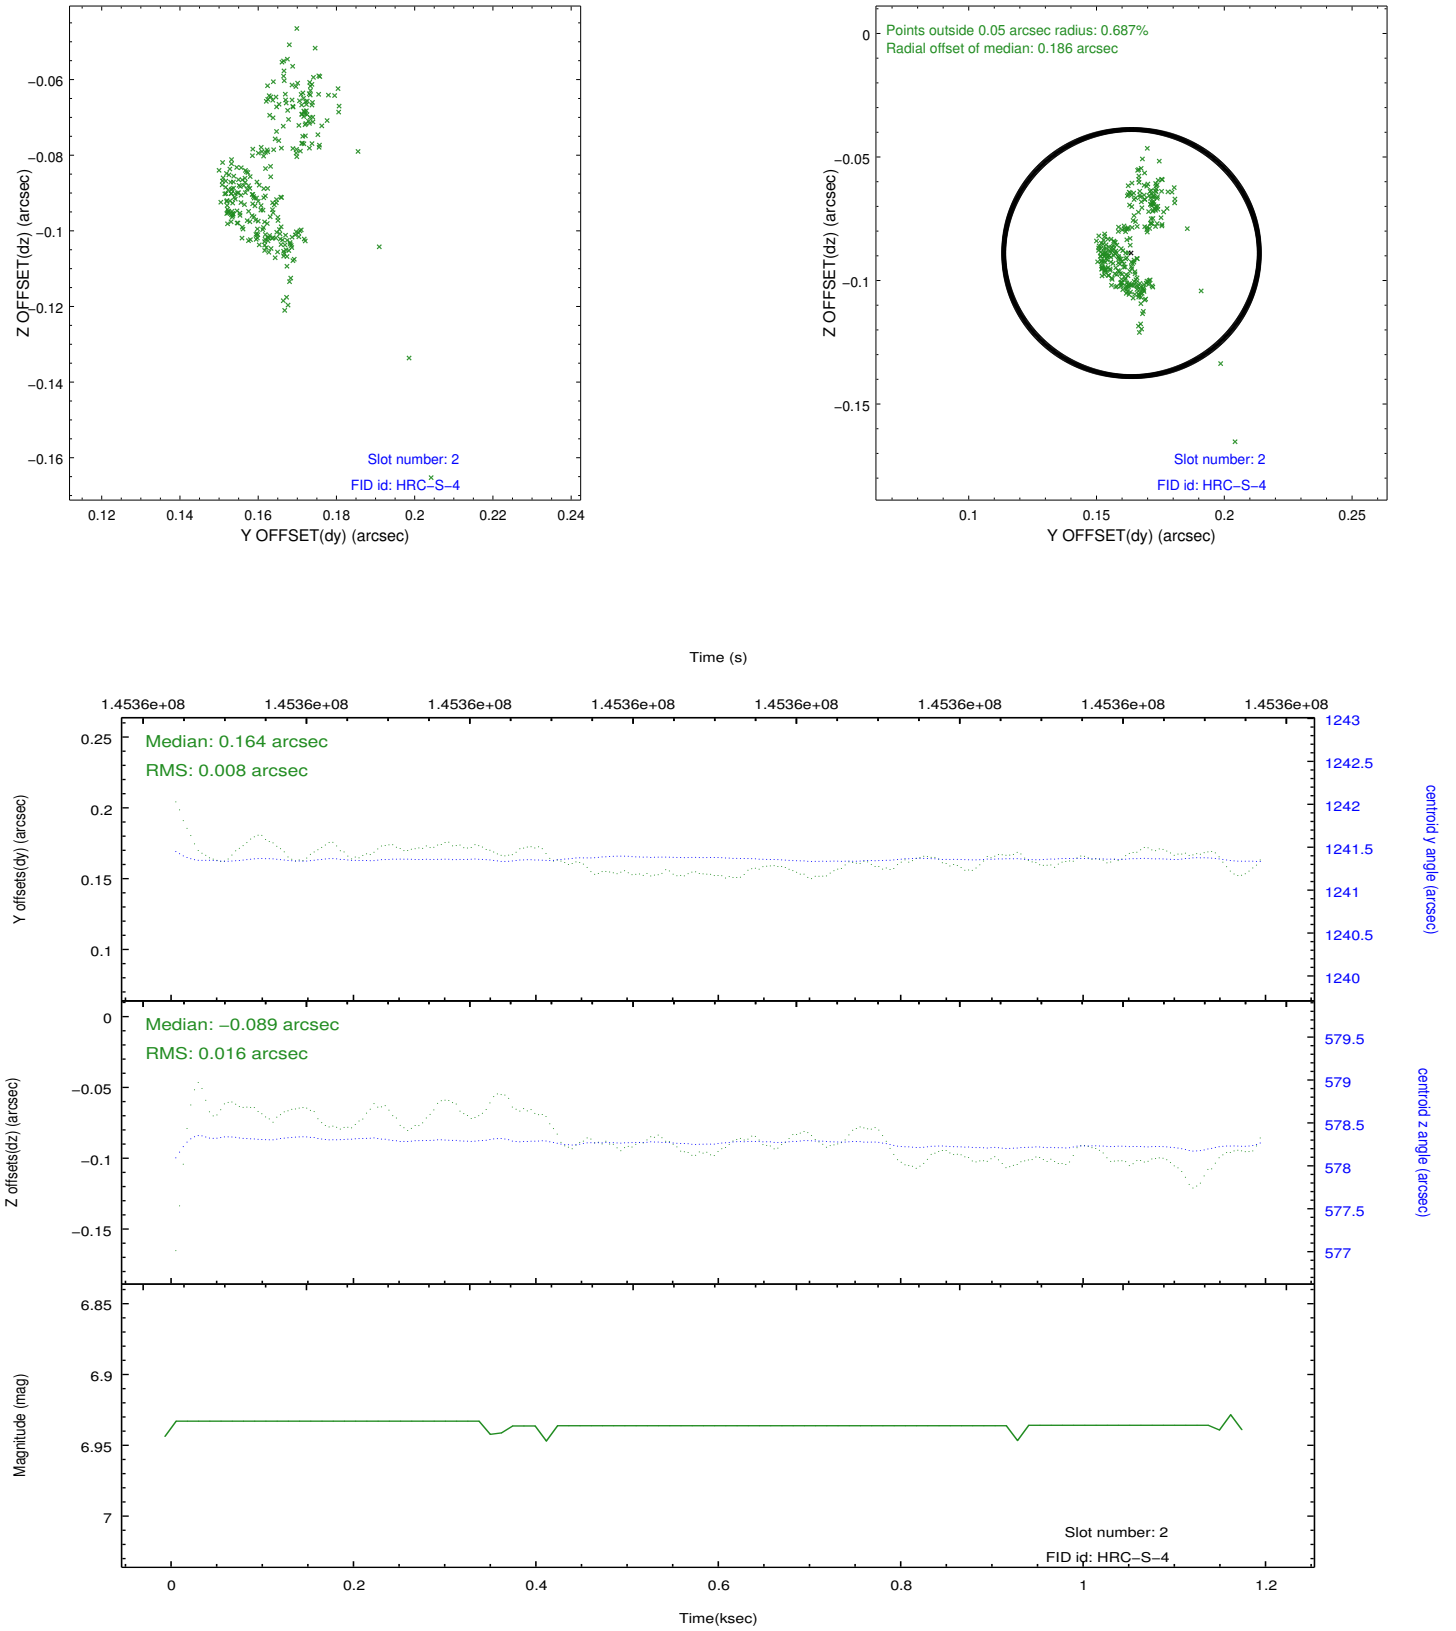 −0.06
−0.08
−0.1
−0.12
−0.14
−0.16
Z OFFSET(dz) (arcsec)
Slot number: 2
FID id: HRC−S−4
0.12 0.14 0.16 0.18 0.2 0.22 0.24
Y OFFSET(dy) (arcsec)
Points outside 0.05 arcsec radius: 0.687%
Radial offset of median: 0.186 arcsec
0
−0.05
−0.1
−0.15
Z OFFSET(dz) (arcsec)
Slot number: 2
FID id: HRC−S−4
0.1 0.15 0.2 0.25
Y OFFSET(dy) (arcsec)
Time (s)
1.4536e+08 1.4536e+08 1.4536e+08 1.4536e+08 1.4536e+08 1.4536e+08 1.4536e+08 1.4536e+08
Median: 0.164 arcsec
RMS: 0.008 arcsec
0.25
0.2
0.15
0.1
Y offsets(dy) (arcsec)
1243
1242.5
1242
1241.5
1241
1240.5
1240
centroid y angle (arcsec)
Median: −0.089 arcsec
RMS: 0.016 arcsec
0
−0.05
−0.1
−0.15
Z offsets(dz) (arcsec)
579.5
579
578.5
578
577.5
577
centroid z angle (arcsec)
6.85
6.9
6.95
7
Magnitude (mag)
Slot number: 2
FID id: HRC−S−4
0 0.2 0.4 0.6 0.8 1 1.2
Time(ksec)